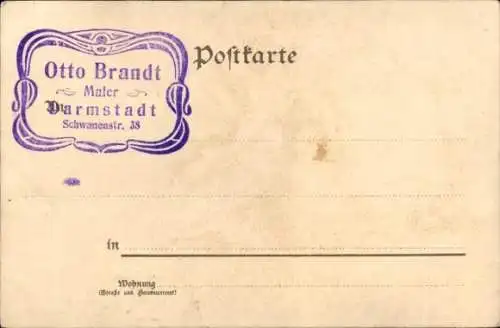 Postkarte
Otto Brandt
Maler
Darmstadt
Schwanenstr. 38
in
Wohnung
(Straße und Hausnummer)